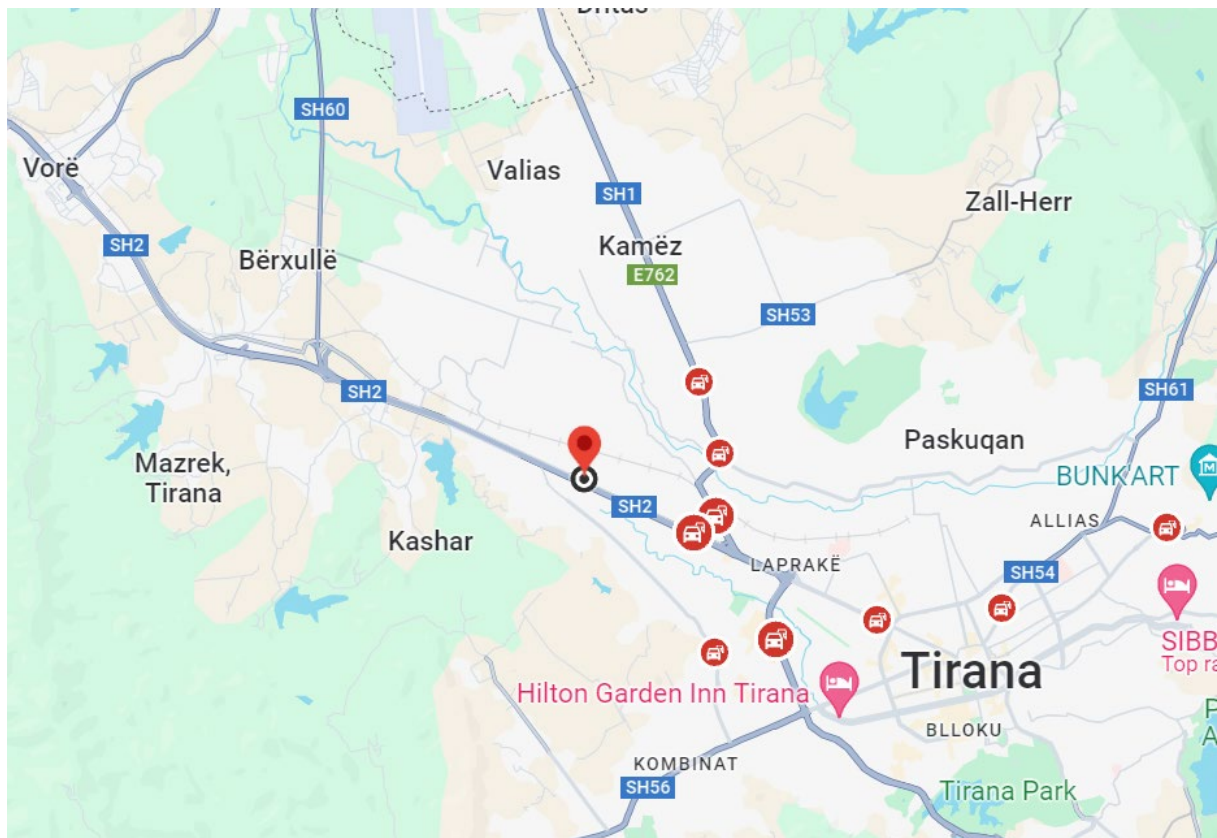 SH60
Vorë
Valias
SH1
Zall-Herr
SH2
Bërxullë
Kamëz
E762
SH53
SH2
SH61
Paskuqan
Mazrek,
Tirana
BUNK'ART
M
SH2
ALLIAS
Kashar
LAPRAKË
SH54
SIBB
Top ra
Tirana
Hilton Garden Inn Tirana
BLLOKU
P
A
KOMBINAT
SH56
Tirana Park